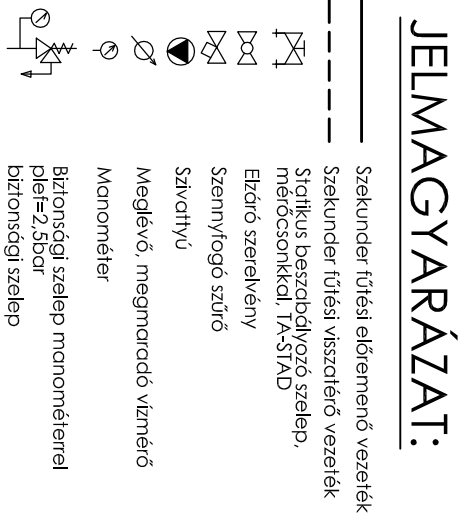 JELMAGYARÁZAT:
Szekunder fűtési előremenő vezeték
Szekunder fűtési visszatérő vezeték
Statikus beszabályozó szelep,
mérőcsonkkal, TA-STAD
Elzáró szerelvény
Szennyfogó szűrő
Szivattyú
Meglévő, megmaradó vízmérő
Manométer
Biztonsági szelep manométerrel
plef=2,5bar
biztonsági szelep